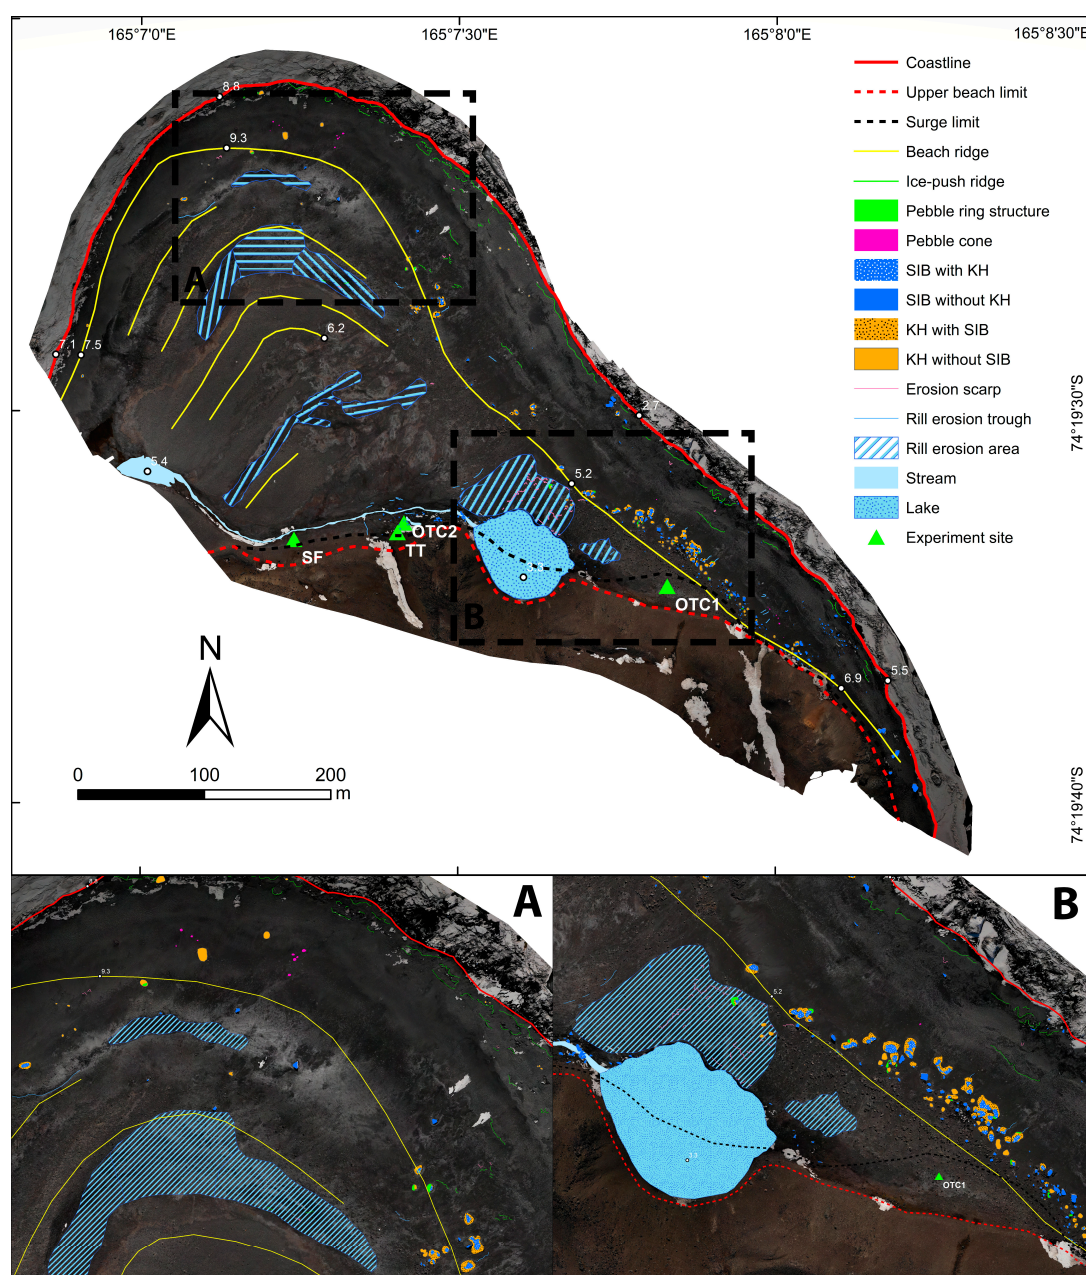 165°7'0"E
165°7'30"E
165°8'0"E
165°8'30"E
Coastline
Upper beach limit
Surge limit
Beach ridge
Ice-push ridge
Pebble ring structure
Pebble cone
SIB with KH
SIB without KH
KH with SIB
KH without SIB
Erosion scarp
Rill erosion trough
Rill erosion area
Stream
Lake
Experiment site
8.8
9.3
A
6.2
7.1
7.5
2.7
74°19'30"S
5.4
5.2
OTC2
TT
SF
OTC1
B
6.9
5.5
N
0
100
200
m
74°19'40"S
A
9.3
B
5.2
OTC1